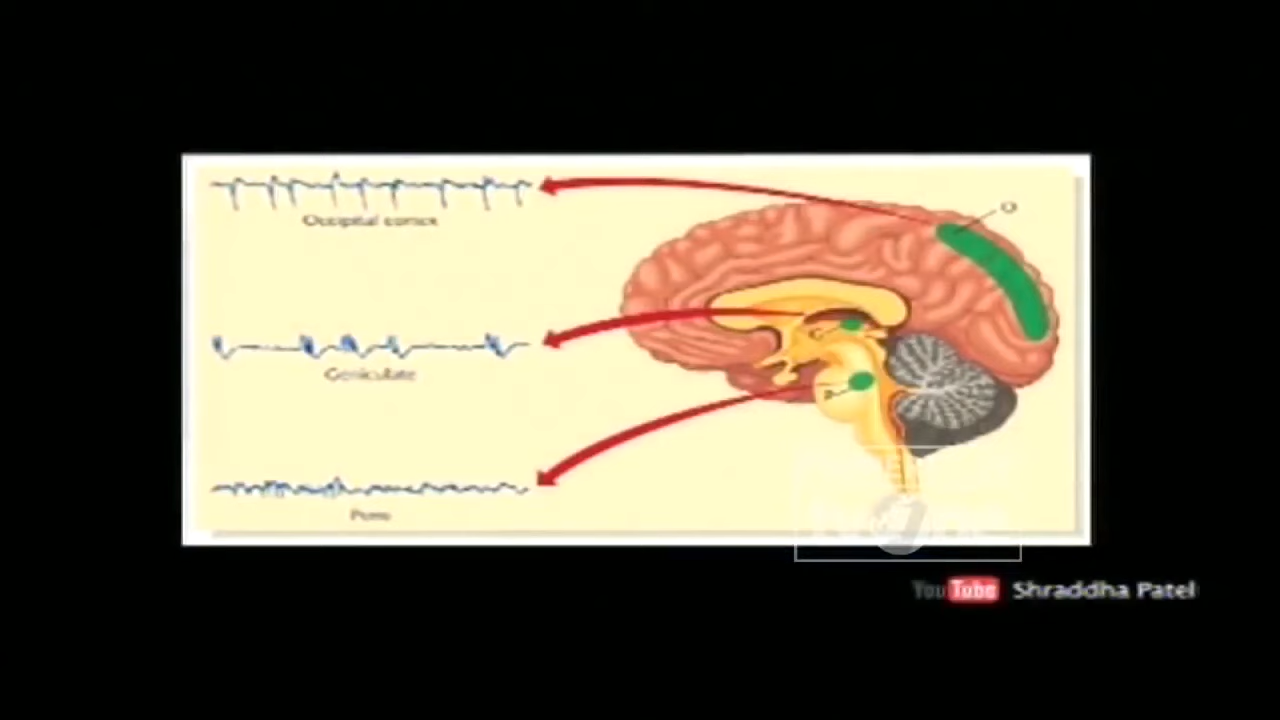 Occipital cortex
O
Geniculate
G
P
Pons
YouTube Shraddha Patel